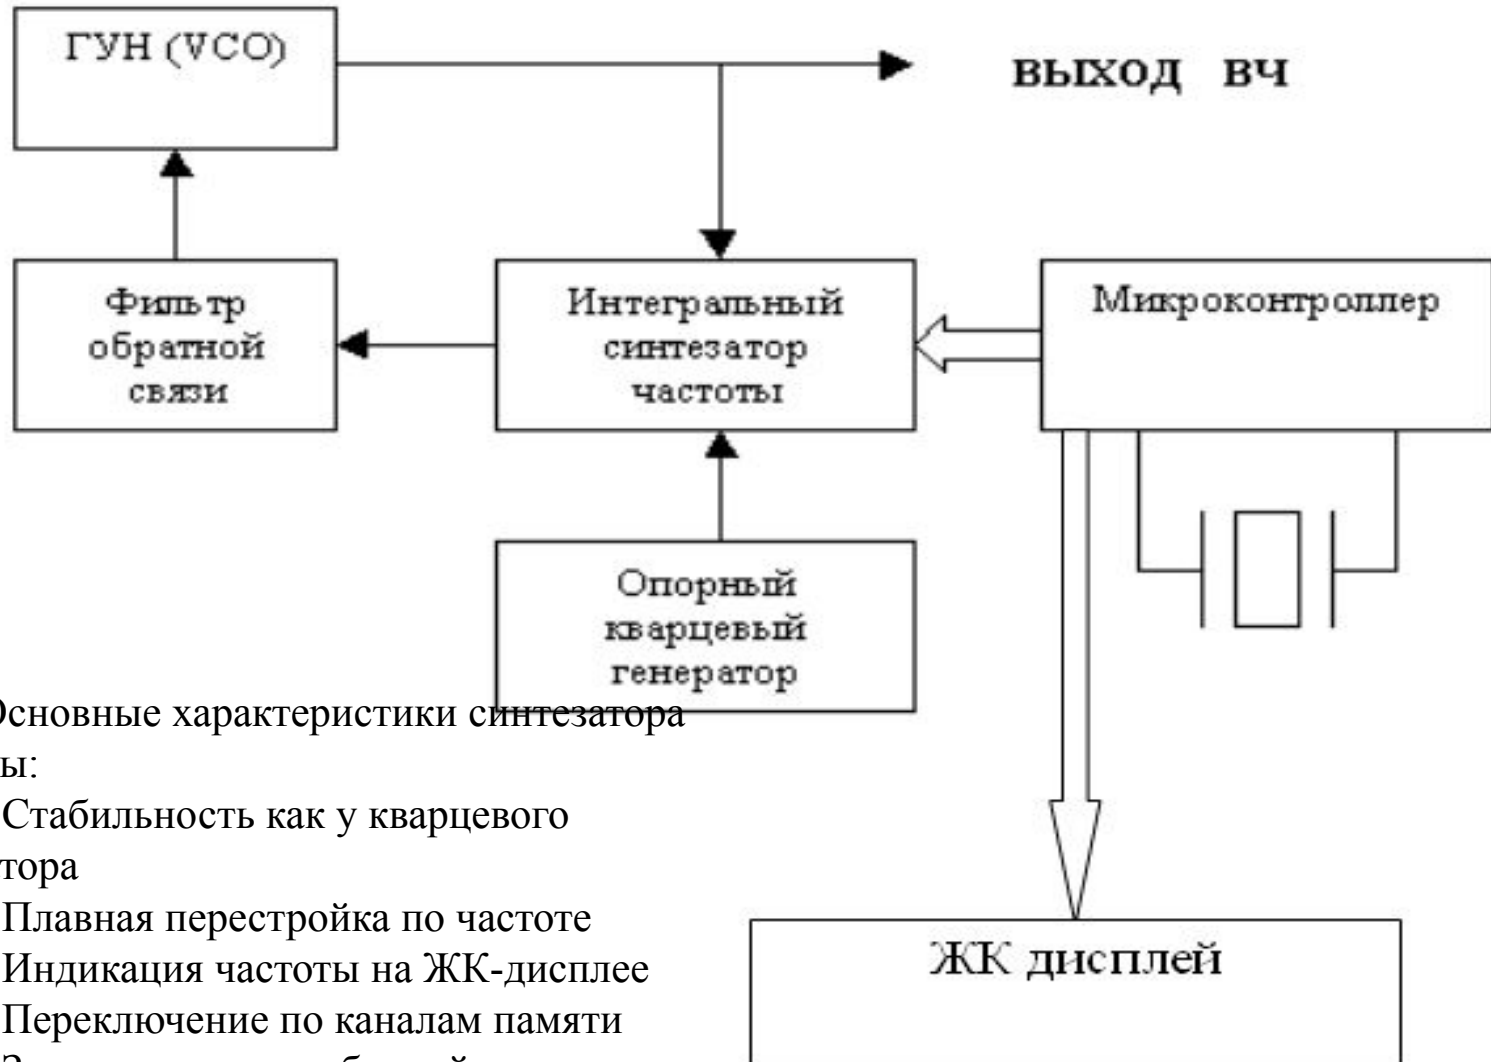 ГУН (VCO)
ВЫХОД ВЧ
Фильтр
обратной
связи
Интегральный
синтезатор
частоты
Микроконтроллер
Опорный
кварцевый
генератор
Основные характеристики синтезатора
ы:
Стабильность как у кварцевого
тора
Плавная перестройка по частоте
Индикация частоты на ЖК-дисплее
Переключение по каналам памяти
ЖК дисплей